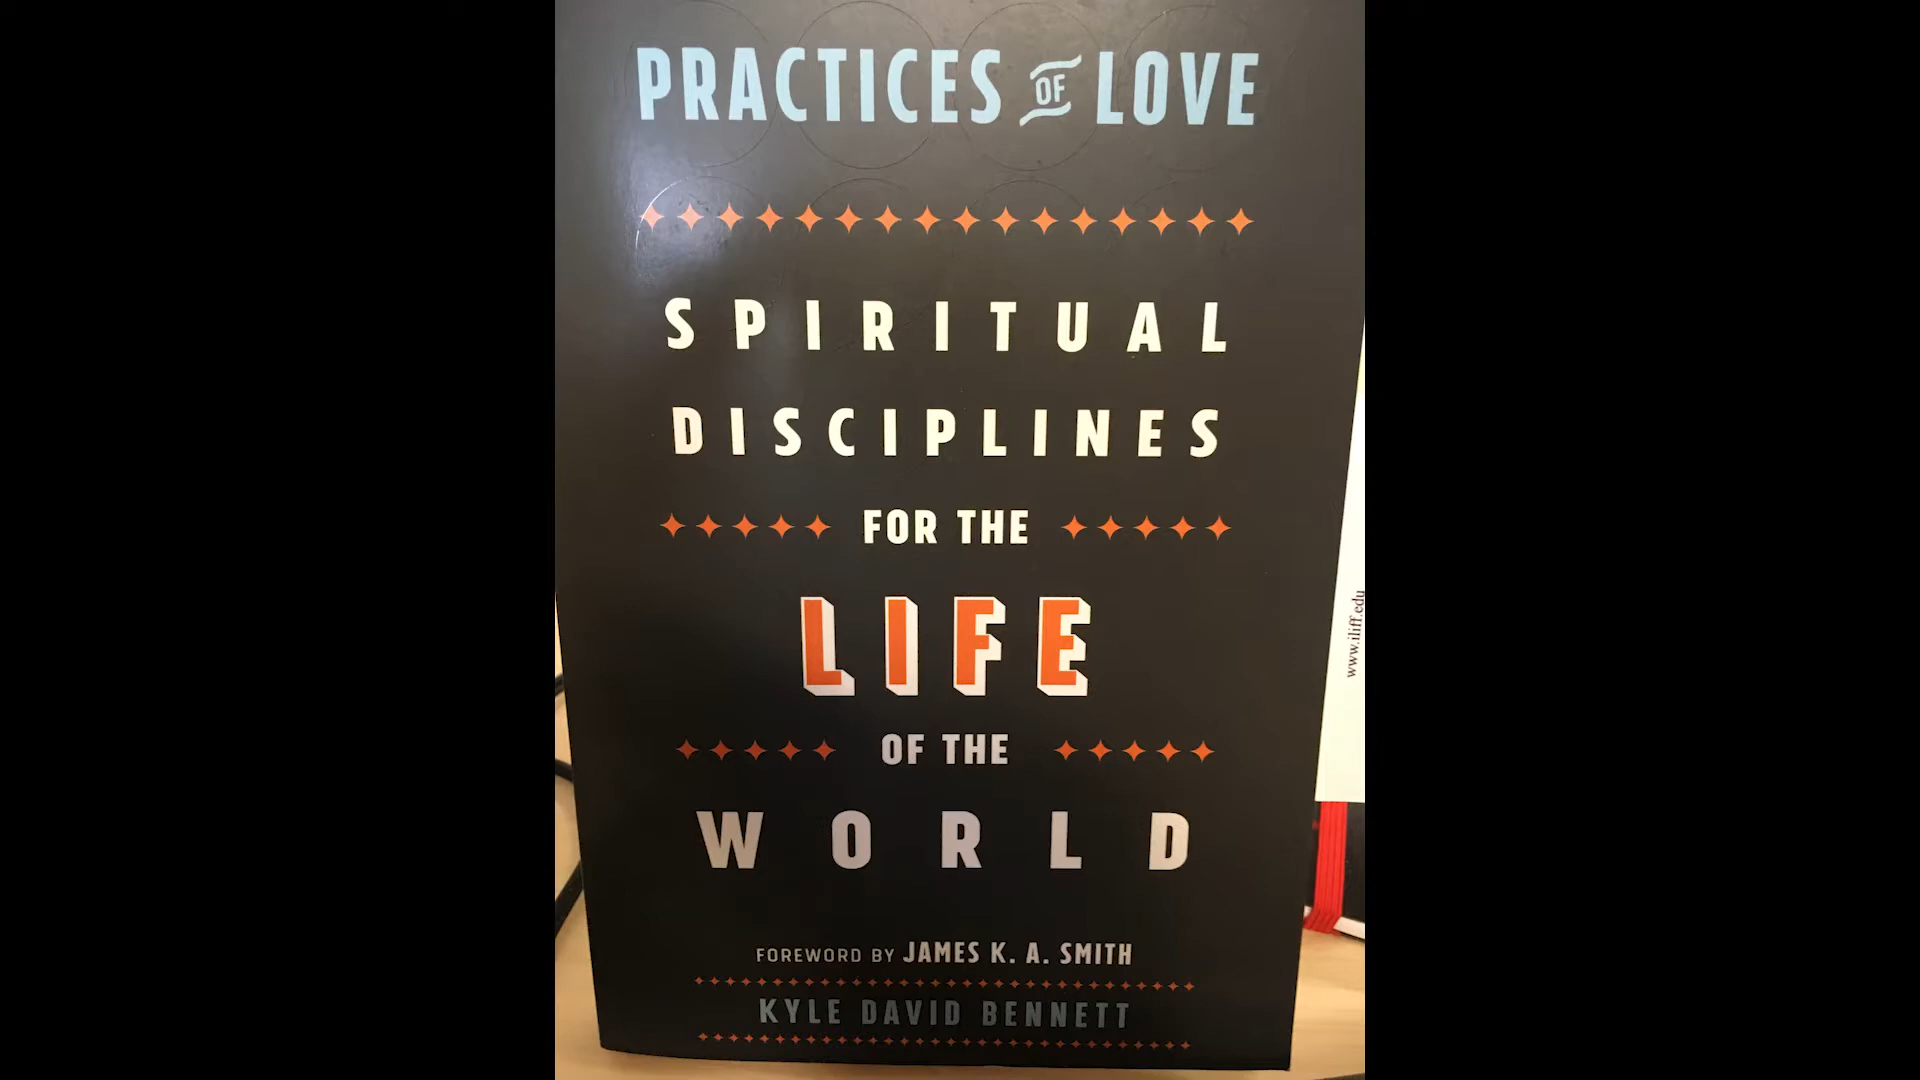 PRACTICES OF LOVE
SPIRITUAL
DISCIPLINES
FOR THE
LIFE
OF THE
WORLD
FOREWORD BY JAMES K. A. SMITH
KYLE DAVID BENNETT
www.iliff.edu